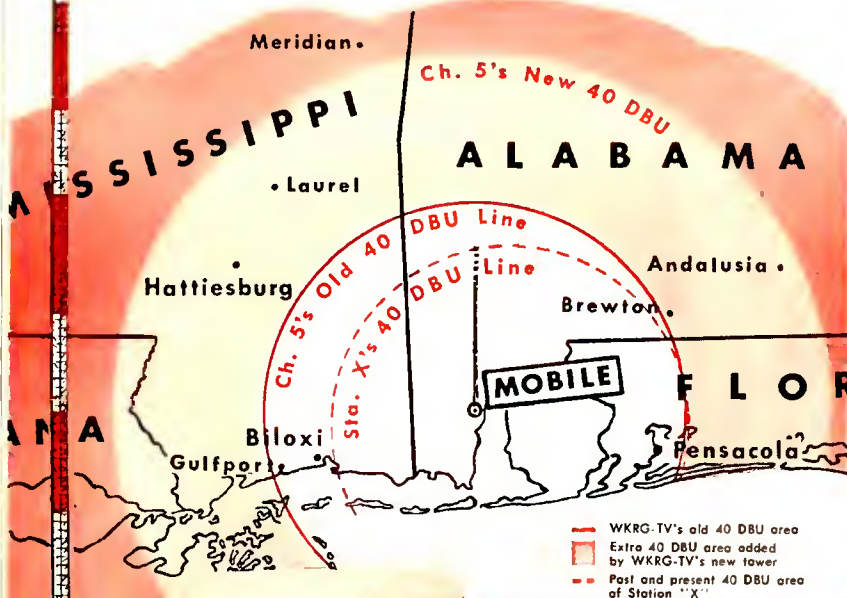 Meridian
Ch. 5's New 40 DBU
MISSISSIPPI
ALABAMA
Laurel
Ch. 5's Old 40 DBU Line
Sta. X's 40 DBU Line
Hattiesburg
Andalusia
Brewton
MOBILE
FLOR
ANA
Biloxi
Gulfport
Pensacola
WKRG-TV's old 40 DBU area
Extra 40 DBU area added
by WKRG-TV's new tower
Past and present 40 DBU area
of Station "X"